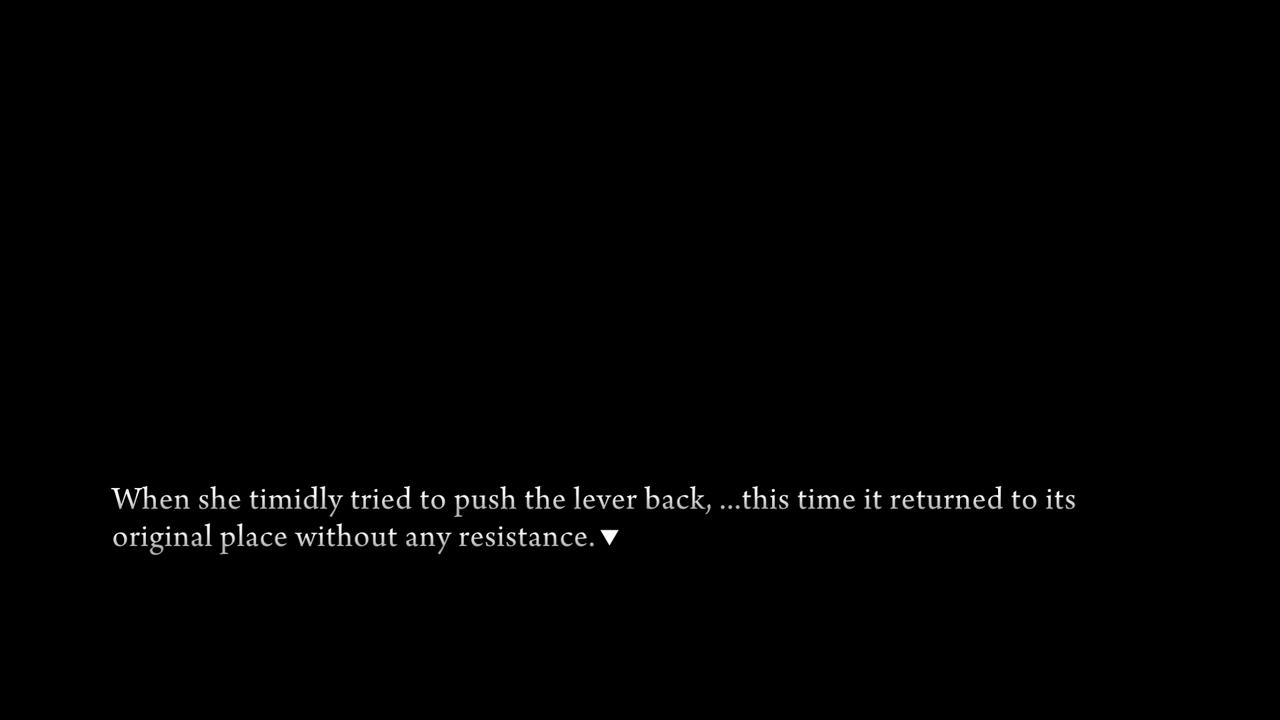 When she timidly tried to push the lever back, ...this time it returned to its
original place without any resistance.